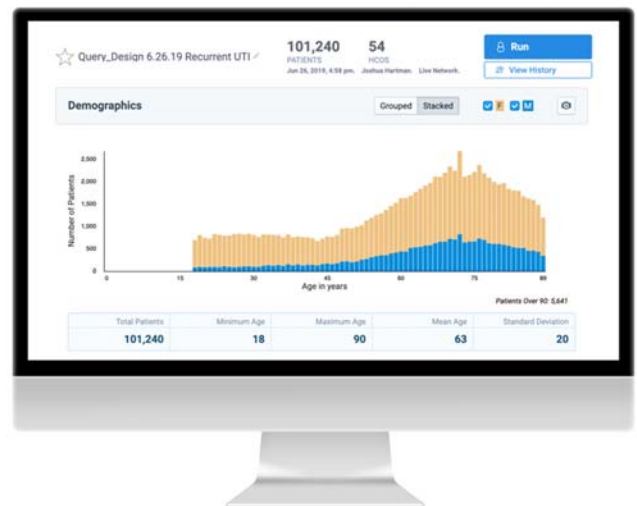 Query_Design 6.26.19 Recurrent UTI
101,240
PATIENTS
54
HCOS
Jun 26, 2019, 4:58 pm. Joshua Hartman. Live Network.
Run
View History
Demographics
Grouped Stacked
F M
Number of Patients
2,500
2,000
1,500
1,000
500
0
0 15 30 45 60 75 89
Age in years
Patients Over 90: 5,641
Total Patients Minimum Age Maximum Age Mean Age Standard Deviation
101,240 18 90 63 20